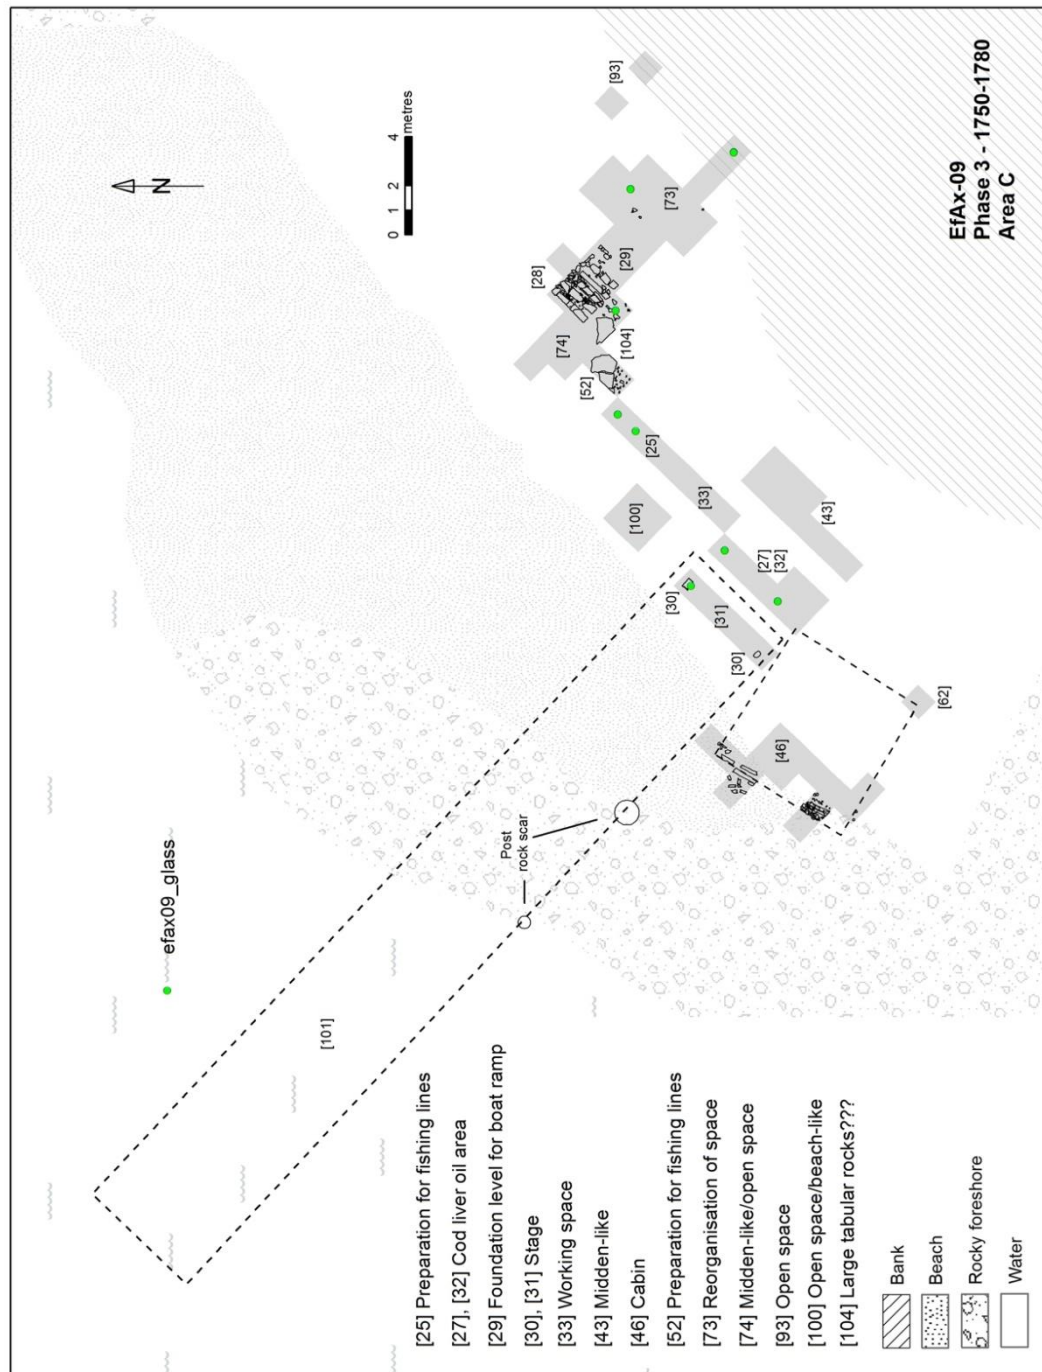 EfAx-09
Phase 3 - 1750-1780
Area C
N
0 1 2 4
metres
efax09_glass
[101]
Post
rock scar
[93]
[73]
[28]
[29]
[74]
[104]
[52]
[25]
[33]
[100]
[43]
[27]
[32]
[30]
[31]
[30]
[46]
[62]
[25] Preparation for fishing lines
[27], [32] Cod liver oil area
[29] Foundation level for boat ramp
[30], [31] Stage
[33] Working space
[43] Midden-like
[46] Cabin
[52] Preparation for fishing lines
[73] Reorganisation of space
[74] Midden-like/open space
[93] Open space
[100] Open space/beach-like
[104] Large tabular rocks???
Bank
Beach
Rocky foreshore
Water